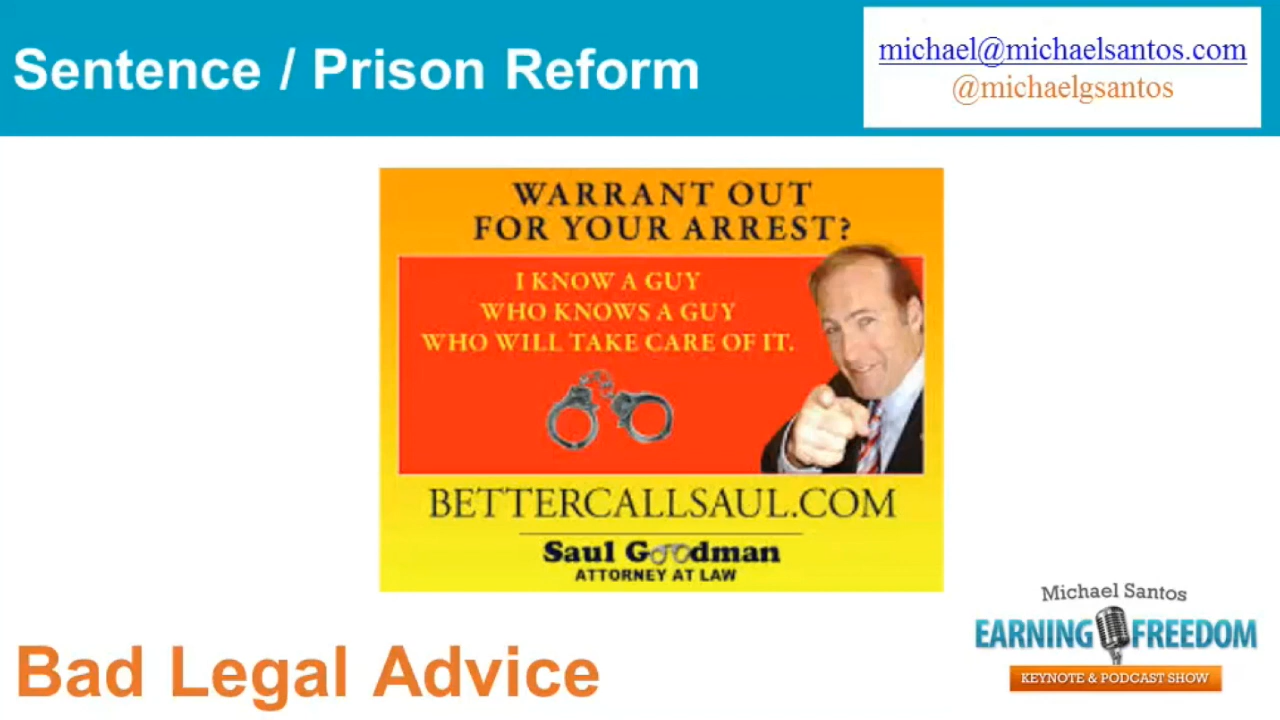 Sentence / Prison Reform
michael@michaelsantos.com
@michaelgsantos
WARRANT OUT
FOR YOUR ARREST?
I KNOW A GUY
WHO KNOWS A GUY
WHO WILL TAKE CARE OF IT.
BETTERCALLSAUL.COM
Saul Goodman
ATTORNEY AT LAW
Bad Legal Advice
Michael Santos
EARNING FREEDOM
KEYNOTE & PODCAST SHOW